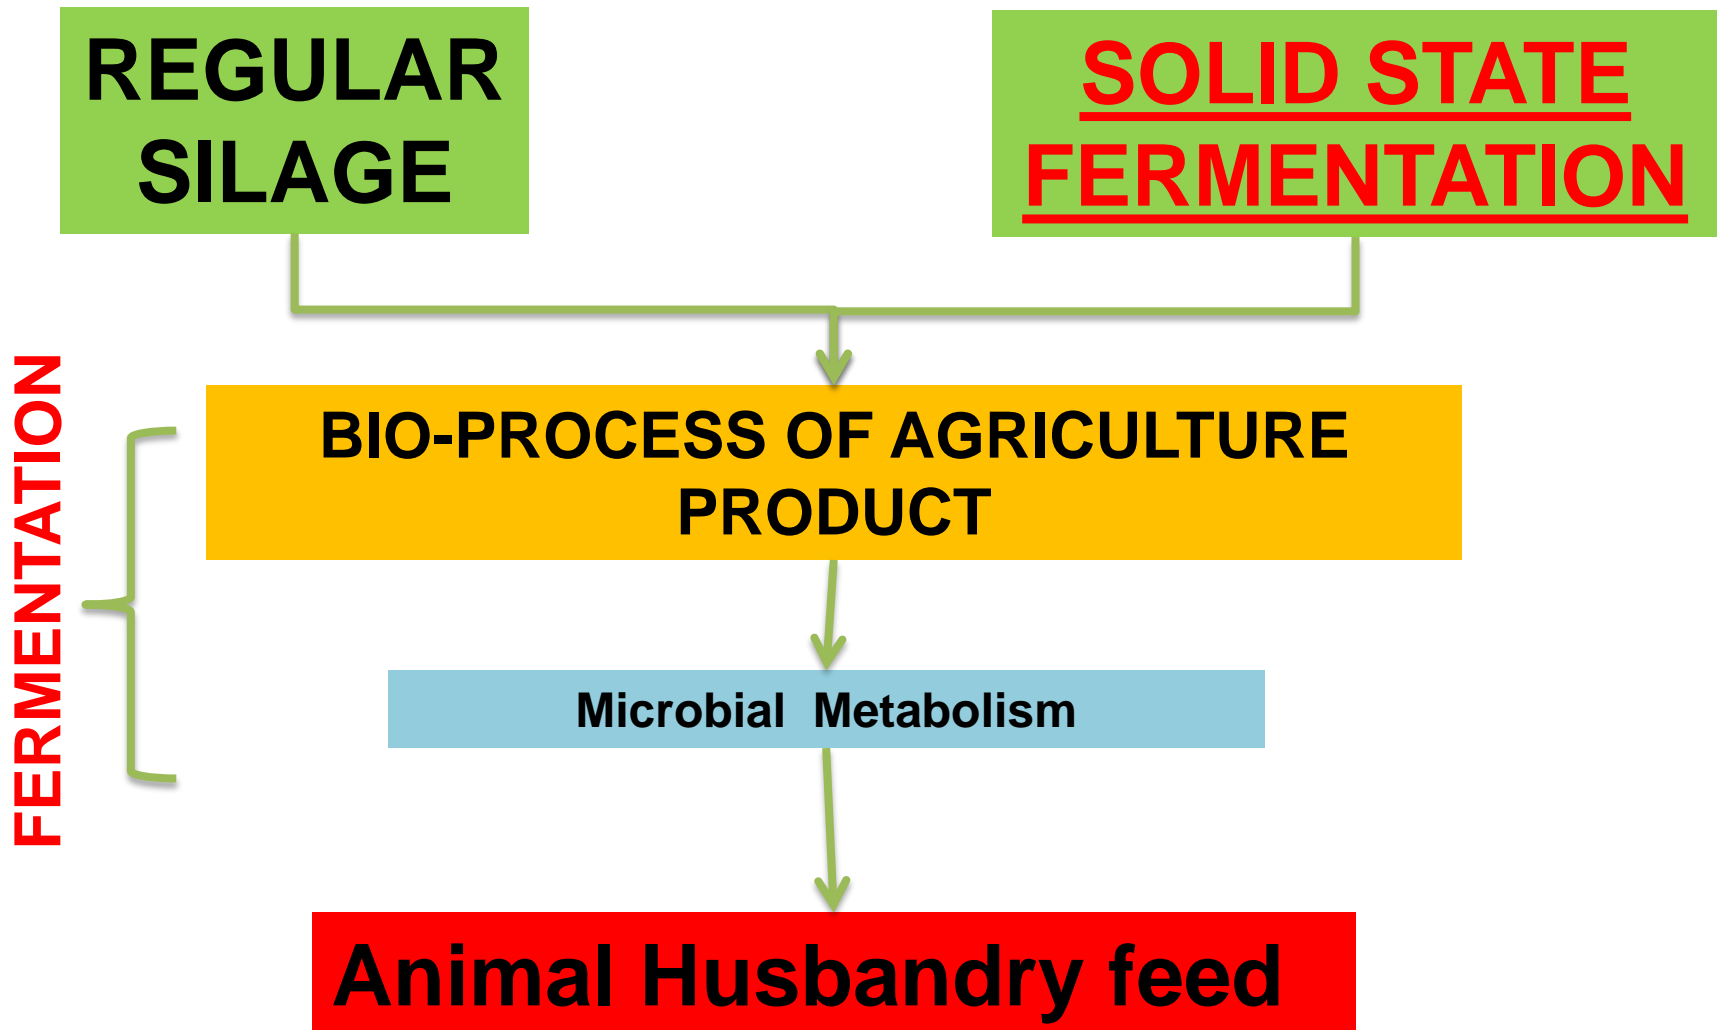 REGULAR
SILAGE
SOLID STATE
FERMENTATION
FERMENTATION
BIO-PROCESS OF AGRICULTURE
PRODUCT
Microbial  Metabolism
Animal Husbandry feed